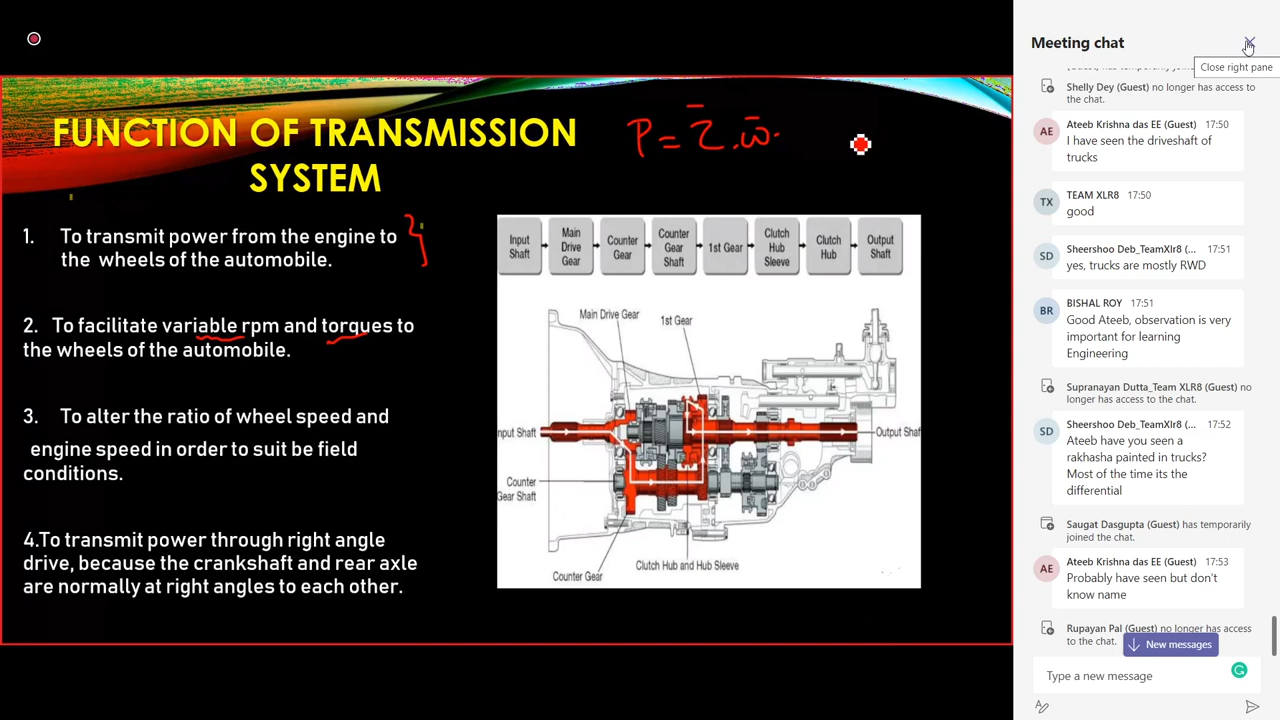 FUNCTION OF TRANSMISSION
SYSTEM
P = τ̄.ω̄
1. To transmit power from the engine to
the wheels of the automobile.
2. To facilitate variable rpm and torques to
the wheels of the automobile.
3. To alter the ratio of wheel speed and
engine speed in order to suit be field
conditions.
4.To transmit power through right angle
drive, because the crankshaft and rear axle
are normally at right angles to each other.
Input Shaft
Main Drive Gear
Counter Gear
Counter Gear Shaft
1st Gear
Clutch Hub Sleeve
Clutch Hub
Output Shaft
Main Drive Gear
1st Gear
nput Shaft
Output Shaf
Counter
Gear Shaft
Clutch Hub and Hub Sleeve
Counter Gear
Meeting chat
Close right pane
Shelly Dey (Guest) no longer has access to
the chat.
AE
Ateeb Krishna das EE (Guest) 17:50
I have seen the driveshaft of
trucks
TX
TEAM XLR8 17:50
good
SD
Sheershoo Deb_TeamXlr8 (... 17:51
yes, trucks are mostly RWD
BR
BISHAL ROY 17:51
Good Ateeb, observation is very
important for learning
Engineering
Supranayan Dutta_Team XLR8 (Guest) no
longer has access to the chat.
SD
Sheershoo Deb_TeamXlr8 (... 17:52
Ateeb have you seen a
rakhasha painted in trucks?
Most of the time its the
differential
Saugat Dasgupta (Guest) has temporarily
joined the chat.
AE
Ateeb Krishna das EE (Guest) 17:53
Probably have seen but don't
know name
Rupayan Pal (Guest) no longer has access
to the chat.
New messages
Type a new message